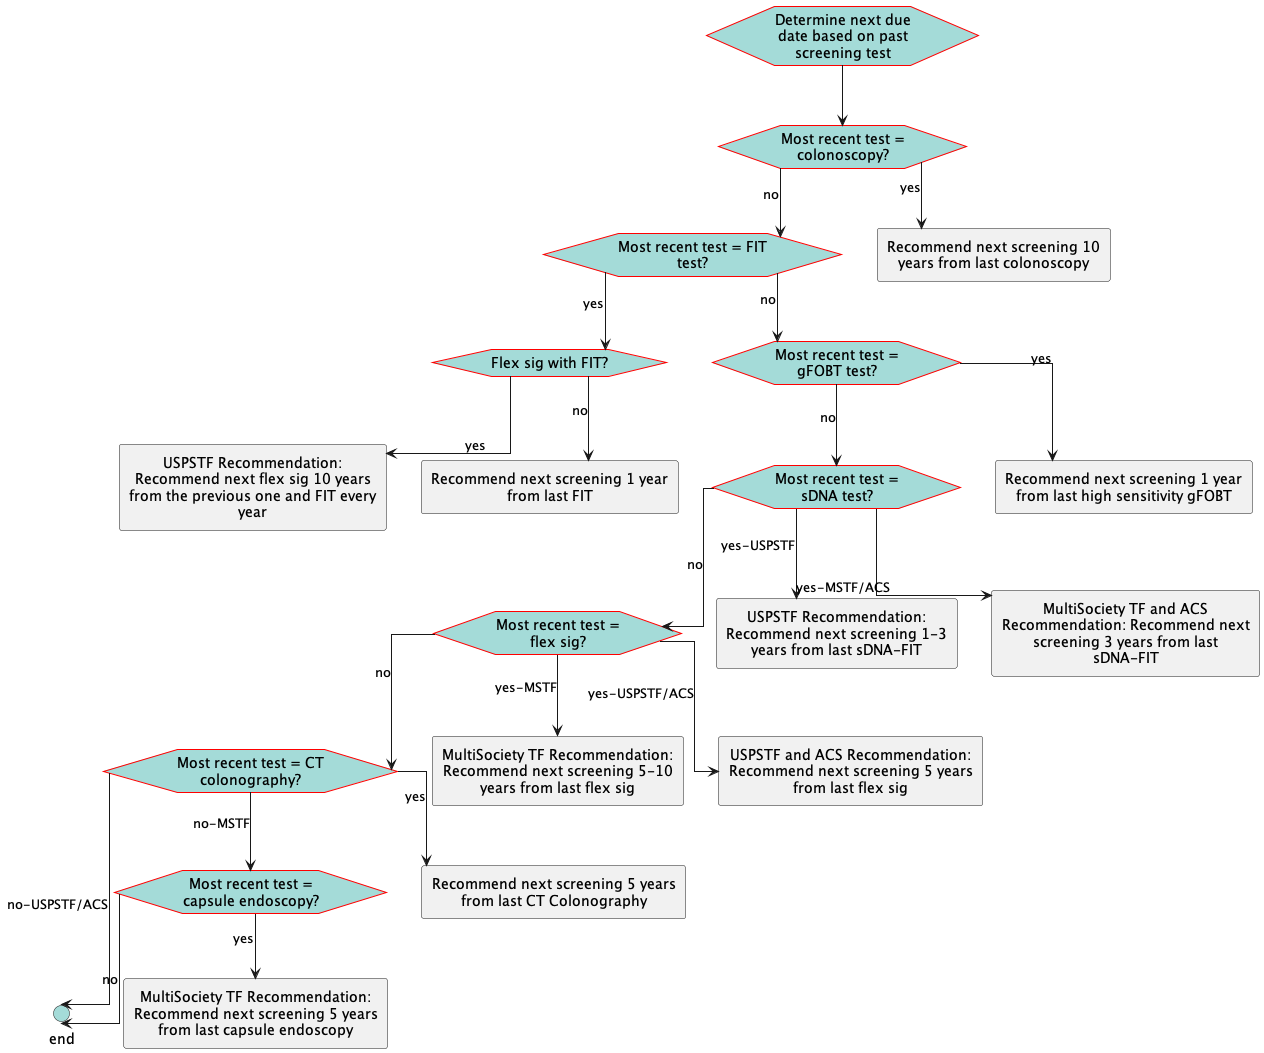 Determine next due
date based on past
screening test
Most recent test =
colonoscopy?
no
yes
Most recent test = FIT
test?
Recommend next screening 10
years from last colonoscopy
yes
no
Flex sig with FIT?
Most recent test =
gFOBT test?
yes
yes
no
no
USPSTF Recommendation:
Recommend next flex sig 10 years
from the previous one and FIT every
year
Recommend next screening 1 year
from last FIT
Most recent test =
sDNA test?
Recommend next screening 1 year
from last high sensitivity gFOBT
no
yes-USPSTF
yes-MSTF/ACS
Most recent test =
flex sig?
USPSTF Recommendation:
Recommend next screening 1-3
years from last sDNA-FIT
MultiSociety TF and ACS
Recommendation: Recommend next
screening 3 years from last
sDNA-FIT
no
yes-MSTF
yes-USPSTF/ACS
Most recent test = CT
colonography?
MultiSociety TF Recommendation:
Recommend next screening 5-10
years from last flex sig
USPSTF and ACS Recommendation:
Recommend next screening 5 years
from last flex sig
yes
no-MSTF
Most recent test =
capsule endoscopy?
Recommend next screening 5 years
from last CT Colonography
no-USPSTF/ACS
yes
no
MultiSociety TF Recommendation:
Recommend next screening 5 years
from last capsule endoscopy
end